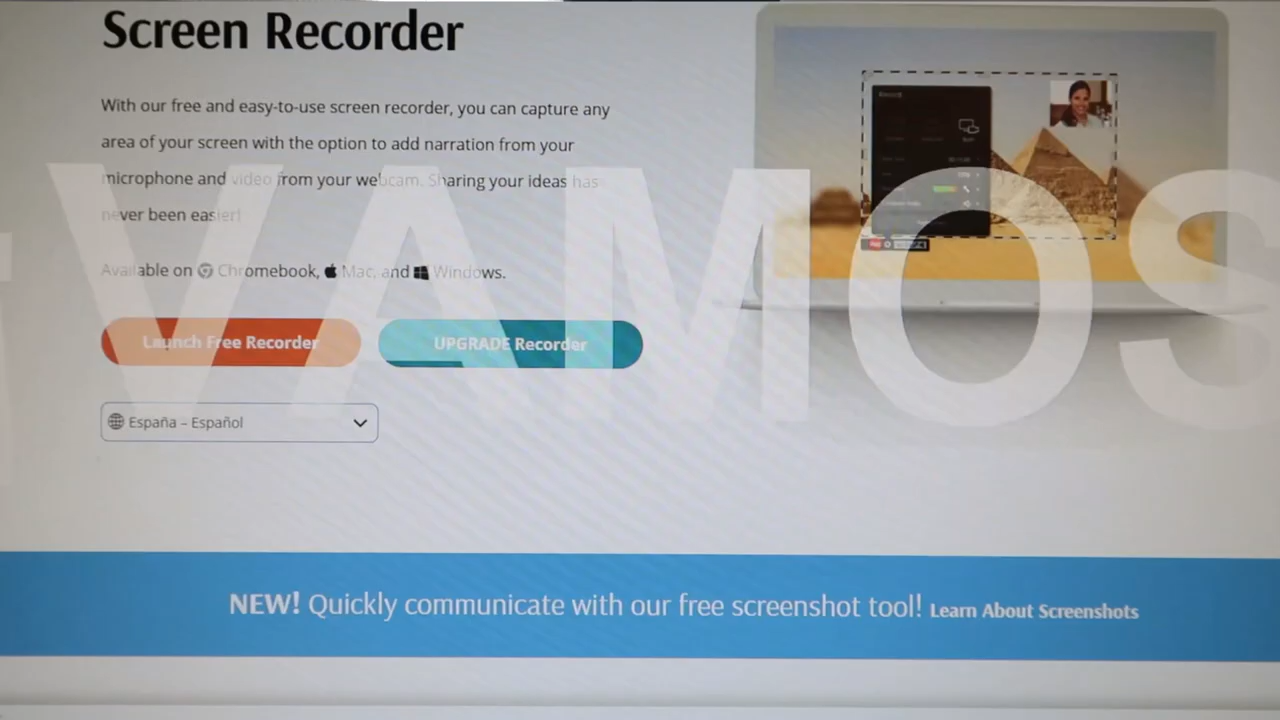 Screen Recorder
With our free and easy-to-use screen recorder, you can capture any
area of your screen with the option to add narration from your
microphone and video from your webcam. Sharing your ideas has
never been easier!
Available on Chromebook, Mac, and Windows.
Launch Free Recorder UPGRADE Recorder
España – Español
VAMOS
NEW! Quickly communicate with our free screenshot tool! Learn About Screenshots